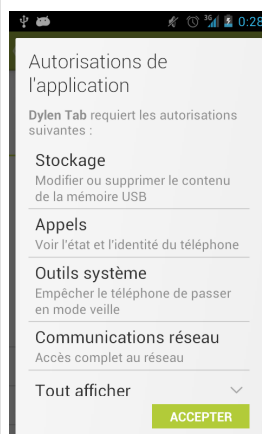 3G 0:28
Autorisations de
l'application
Dylen Tab requiert les autorisations
suivantes :
Stockage
Modifier ou supprimer le contenu
de la mémoire USB
Appels
Voir l'état et l'identité du téléphone
Outils système
Empêcher le téléphone de passer
en mode veille
Communications réseau
Accès complet au réseau
Tout afficher
ACCEPTER